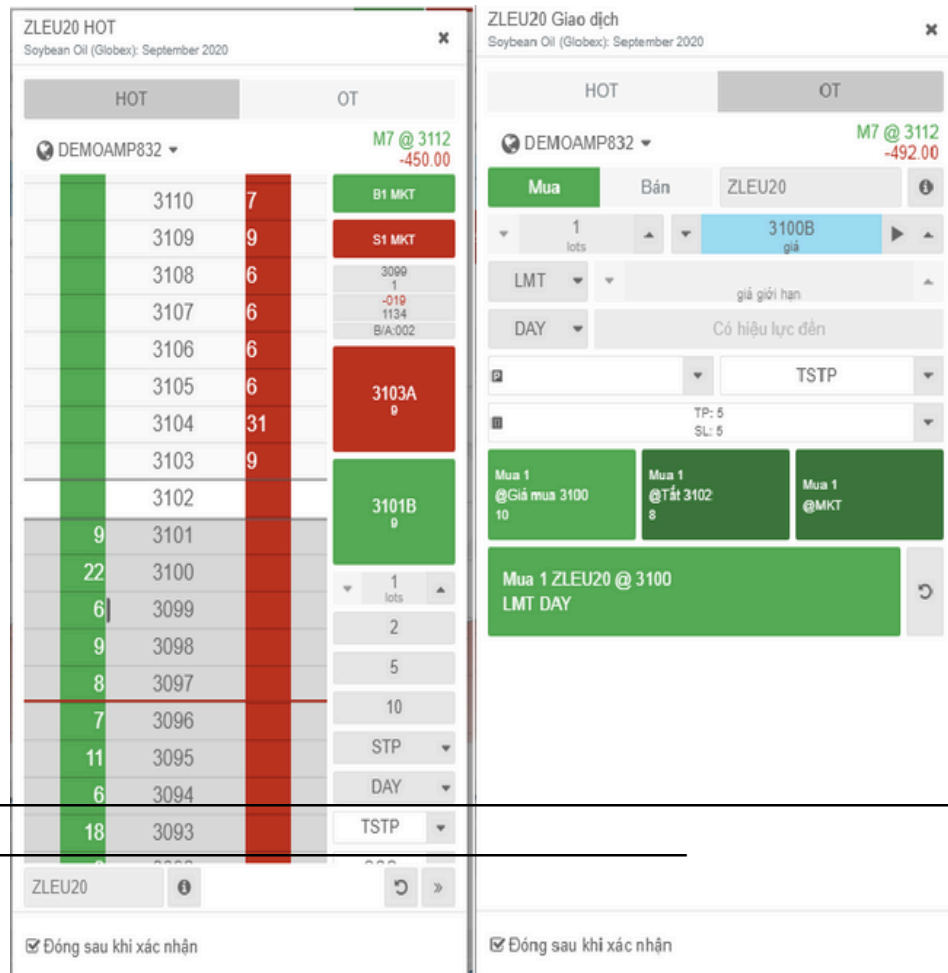 ZLEU20 HOT
Soybean Oil (Globex): September 2020
HOT OT
DEMOAMP832
M7 @ 3112
-450.00
3110 7
3109 9
3108 6
3107 6
3106 6
3105 6
3104 31
3103 9
3102
9 3101
22 3100
6 3099
9 3098
8 3097
7 3096
11 3095
6 3094
18 3093
B1 MKT
S1 MKT
3099
1
-019
1134
B/A:002
3103A
9
3101B
9
1
lots
2
5
10
STP
DAY
TSTP
ZLEU20
Đóng sau khi xác nhận
ZLEU20 Giao dịch
Soybean Oil (Globex): September 2020
HOT OT
DEMOAMP832
M7 @ 3112
-492.00
Mua Bán ZLEU20
1
lots
3100B
giá
LMT
giá giới hạn
DAY Có hiệu lực đến
TSTP
TP: 5
SL: 5
Mua 1
@Giá mua 3100
10
Mua 1
@Tắt 3102
8
Mua 1
@MKT
Mua 1 ZLEU20 @ 3100
LMT DAY
Đóng sau khi xác nhận